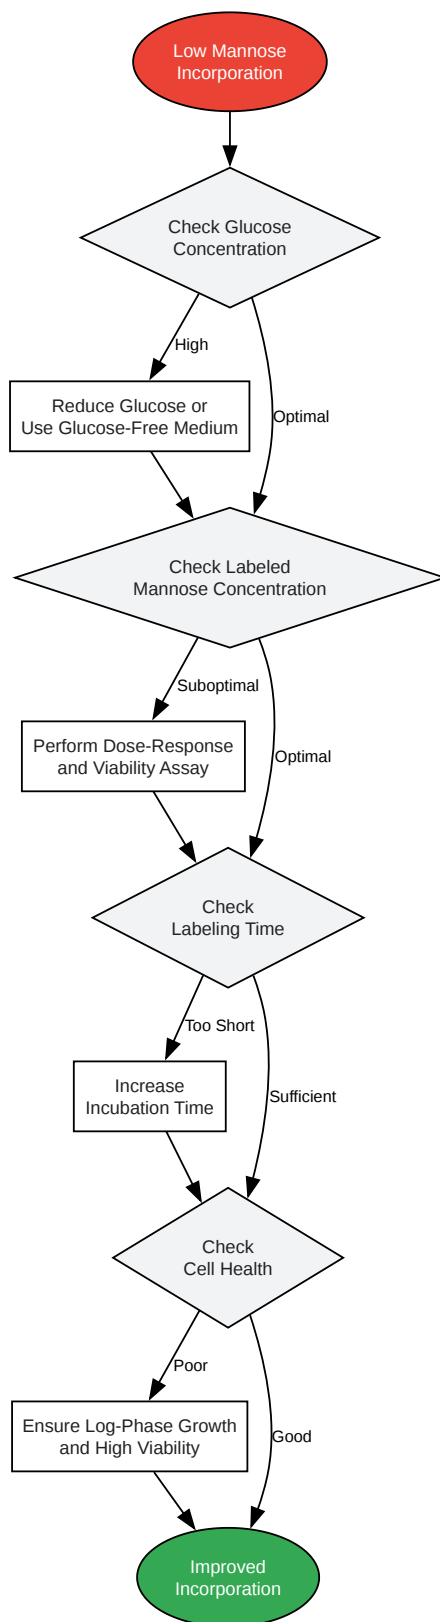 Low Mannose
Incorporation
Check Glucose
Concentration
High
Reduce Glucose or
Use Glucose-Free Medium
Optimal
Check Labeled
Mannose Concentration
Suboptimal
Perform Dose-Response
and Viability Assay
Optimal
Check
Labeling Time
Too Short
Increase
Incubation Time
Sufficient
Check
Cell Health
Poor
Ensure Log-Phase Growth
and High Viability
Good
Improved
Incorporation